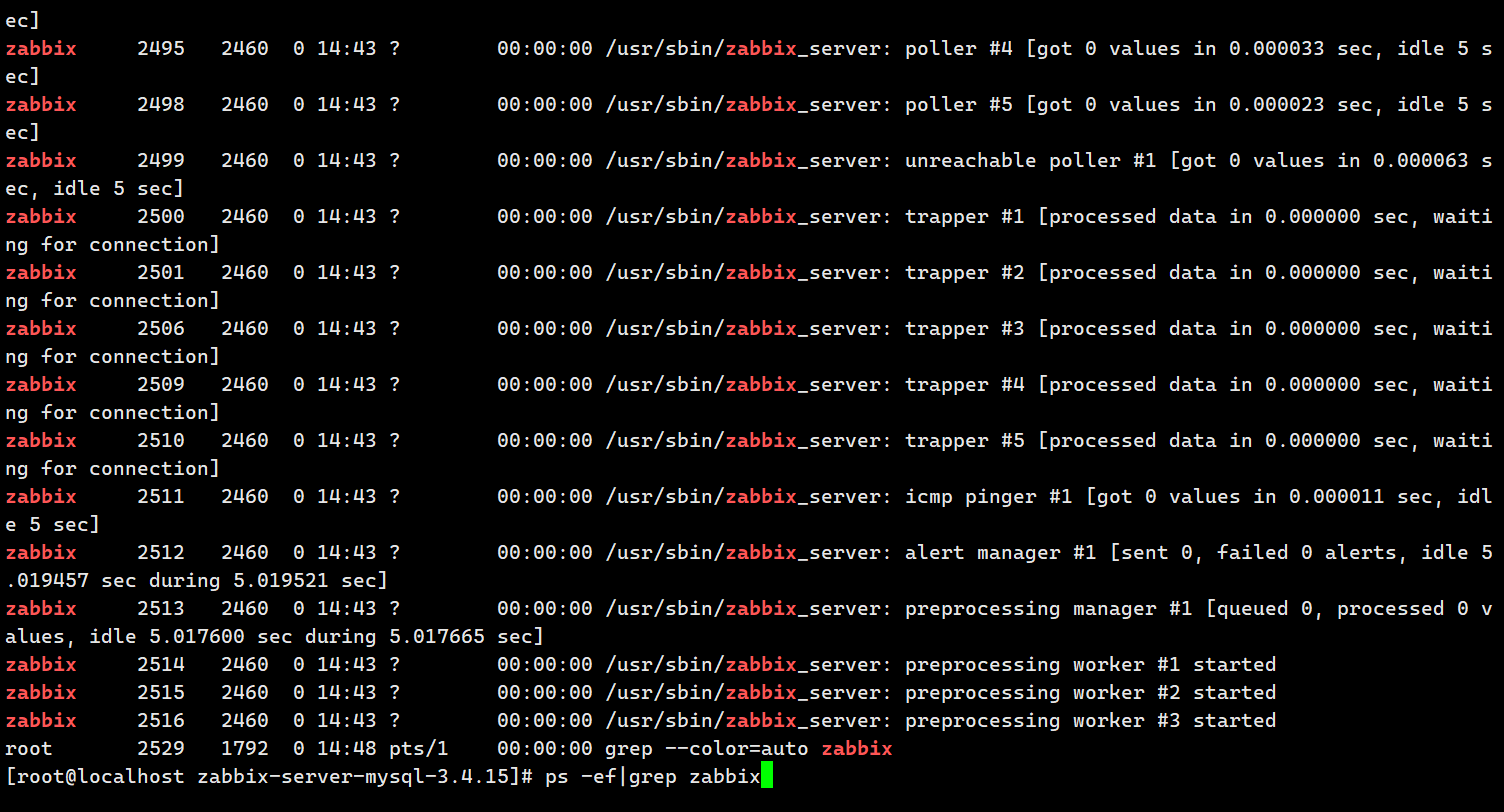 ec]
zabbix     2495   2460  0 14:43 ?        00:00:00 /usr/sbin/zabbix_server: poller #4 [got 0 values in 0.000033 sec, idle 5 s
ec]
zabbix     2498   2460  0 14:43 ?        00:00:00 /usr/sbin/zabbix_server: poller #5 [got 0 values in 0.000023 sec, idle 5 s
ec]
zabbix     2499   2460  0 14:43 ?        00:00:00 /usr/sbin/zabbix_server: unreachable poller #1 [got 0 values in 0.000063 s
ec, idle 5 sec]
zabbix     2500   2460  0 14:43 ?        00:00:00 /usr/sbin/zabbix_server: trapper #1 [processed data in 0.000000 sec, waiti
ng for connection]
zabbix     2501   2460  0 14:43 ?        00:00:00 /usr/sbin/zabbix_server: trapper #2 [processed data in 0.000000 sec, waiti
ng for connection]
zabbix     2506   2460  0 14:43 ?        00:00:00 /usr/sbin/zabbix_server: trapper #3 [processed data in 0.000000 sec, waiti
ng for connection]
zabbix     2509   2460  0 14:43 ?        00:00:00 /usr/sbin/zabbix_server: trapper #4 [processed data in 0.000000 sec, waiti
ng for connection]
zabbix     2510   2460  0 14:43 ?        00:00:00 /usr/sbin/zabbix_server: trapper #5 [processed data in 0.000000 sec, waiti
ng for connection]
zabbix     2511   2460  0 14:43 ?        00:00:00 /usr/sbin/zabbix_server: icmp pinger #1 [got 0 values in 0.000011 sec, idl
e 5 sec]
zabbix     2512   2460  0 14:43 ?        00:00:00 /usr/sbin/zabbix_server: alert manager #1 [sent 0, failed 0 alerts, idle 5
.019457 sec during 5.019521 sec]
zabbix     2513   2460  0 14:43 ?        00:00:00 /usr/sbin/zabbix_server: preprocessing manager #1 [queued 0, processed 0 v
alues, idle 5.017600 sec during 5.017665 sec]
zabbix     2514   2460  0 14:43 ?        00:00:00 /usr/sbin/zabbix_server: preprocessing worker #1 started
zabbix     2515   2460  0 14:43 ?        00:00:00 /usr/sbin/zabbix_server: preprocessing worker #2 started
zabbix     2516   2460  0 14:43 ?        00:00:00 /usr/sbin/zabbix_server: preprocessing worker #3 started
root       2529   1792  0 14:48 pts/1    00:00:00 grep --color=auto zabbix
[root@localhost zabbix-server-mysql-3.4.15]# ps -ef|grep zabbix